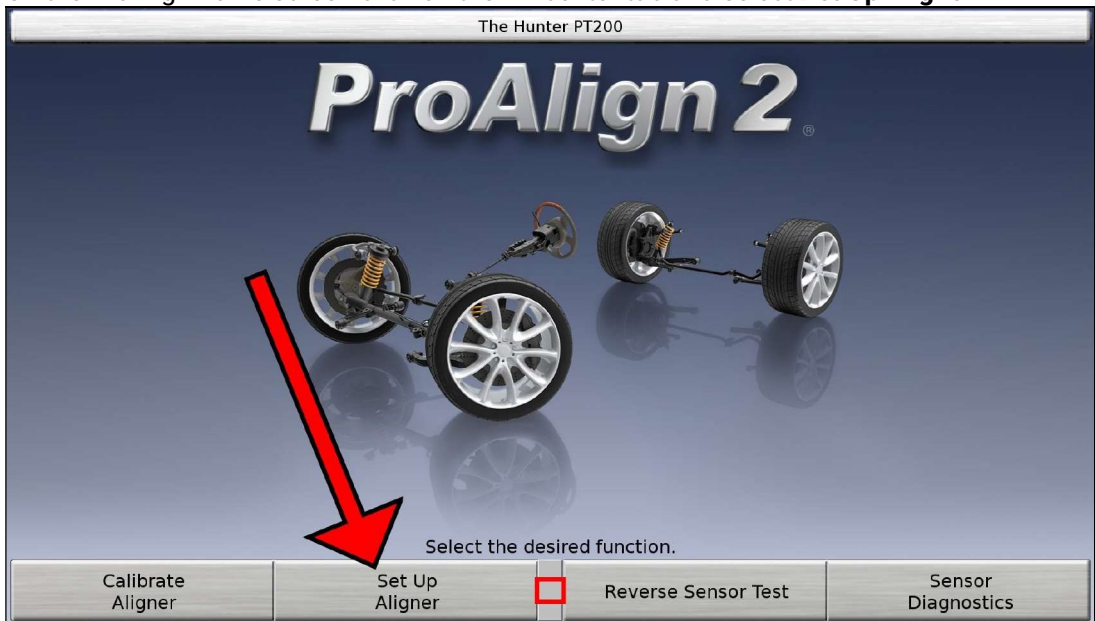 The Hunter PT200
ProAlign 2®
Select the desired function.
Calibrate
Aligner
Set Up
Aligner
Reverse Sensor Test
Sensor
Diagnostics